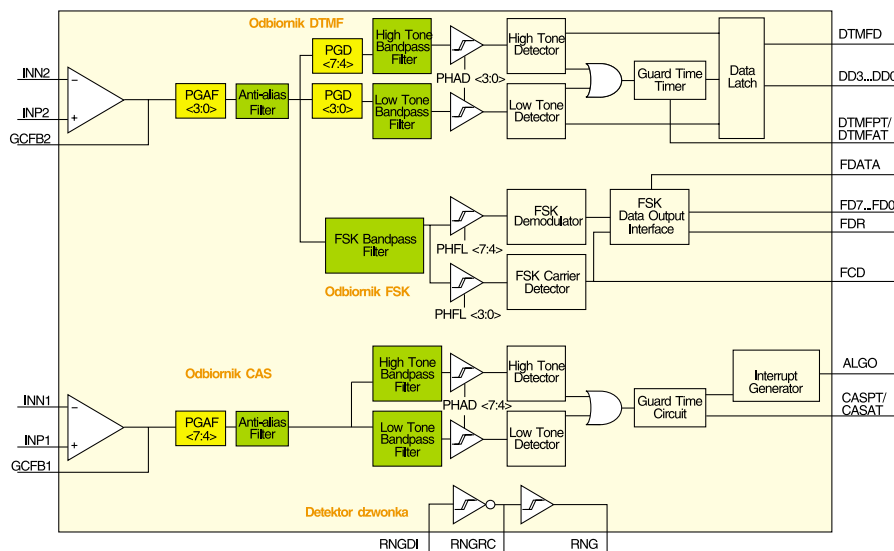 Odbiornik DTMF
INN2
INP2
GCFB2
PGAF
<3:0>
Anti-alias
Filter
PGD
<7:4>
PGD
<3:0>
High Tone
Bandpass
Filter
Low Tone
Bandpass
Filter
PHAD <3:0>
High Tone
Detector
Low Tone
Detector
Guard Time
Timer
Data
Latch
DTMFD
DD3...DD0
DTMFPT/
DTMFAT
FDATA
FD7...FD0
FDR
FCD
FSK Bandpass
Filter
Odbiornik FSK
PHFL <7:4>
PHFL <3:0>
FSK
Demodulator
FSK Carrier
Detector
FSK
Data Output
Interface
Odbiornik CAS
INN1
INP1
GCFB1
PGAF
<7:4>
Anti-alias
Filter
High Tone
Bandpass
Filter
Low Tone
Bandpass
Filter
PHAD <7:4>
High Tone
Detector
Low Tone
Detector
Guard Time
Circuit
Interrupt
Generator
ALGO
CASPT/
CASAT
Detektor dzwonka
RNGDI
RNGRC
RNG